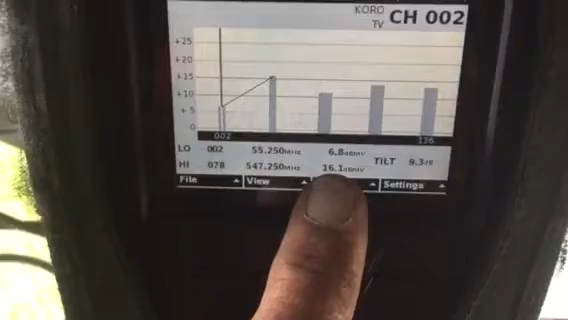 KORO
TV CH 002
+25
+20
+15
+10
+ 5
0
002 136
LO 002 55.250MHz 6.8dBmV
HI 078 547.250MHz 16.1dBmV
TILT 9.3dB
File View Settings